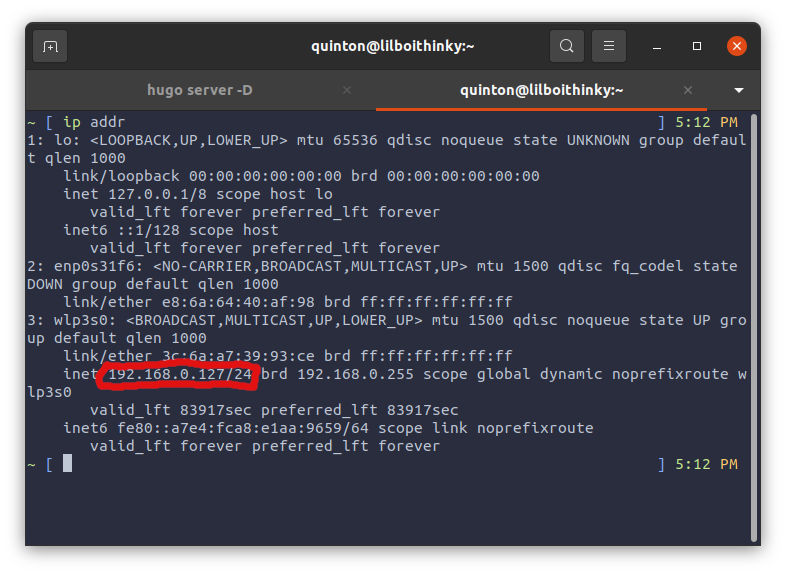 quinton@lilboithinky:~
hugo server -D
quinton@lilboithinky:~
~ [ ip addr ] 5:12 PM
1: lo: <LOOPBACK,UP,LOWER_UP> mtu 65536 qdisc noqueue state UNKNOWN group defaul
t qlen 1000
link/loopback 00:00:00:00:00:00 brd 00:00:00:00:00:00
inet 127.0.0.1/8 scope host lo
valid_lft forever preferred_lft forever
inet6 ::1/128 scope host
valid_lft forever preferred_lft forever
2: enp0s31f6: <NO-CARRIER,BROADCAST,MULTICAST,UP> mtu 1500 qdisc fq_codel state
DOWN group default qlen 1000
link/ether e8:6a:64:40:af:98 brd ff:ff:ff:ff:ff:ff
3: wlp3s0: <BROADCAST,MULTICAST,UP,LOWER_UP> mtu 1500 qdisc noqueue state UP gro
up default qlen 1000
link/ether 3c:6a:a7:39:93:ce brd ff:ff:ff:ff:ff:ff
inet 192.168.0.127/24 brd 192.168.0.255 scope global dynamic noprefixroute w
lp3s0
valid_lft 83917sec preferred_lft 83917sec
inet6 fe80::a7e4:fca8:e1aa:9659/64 scope link noprefixroute
valid_lft forever preferred_lft forever
~ [ ] 5:12 PM